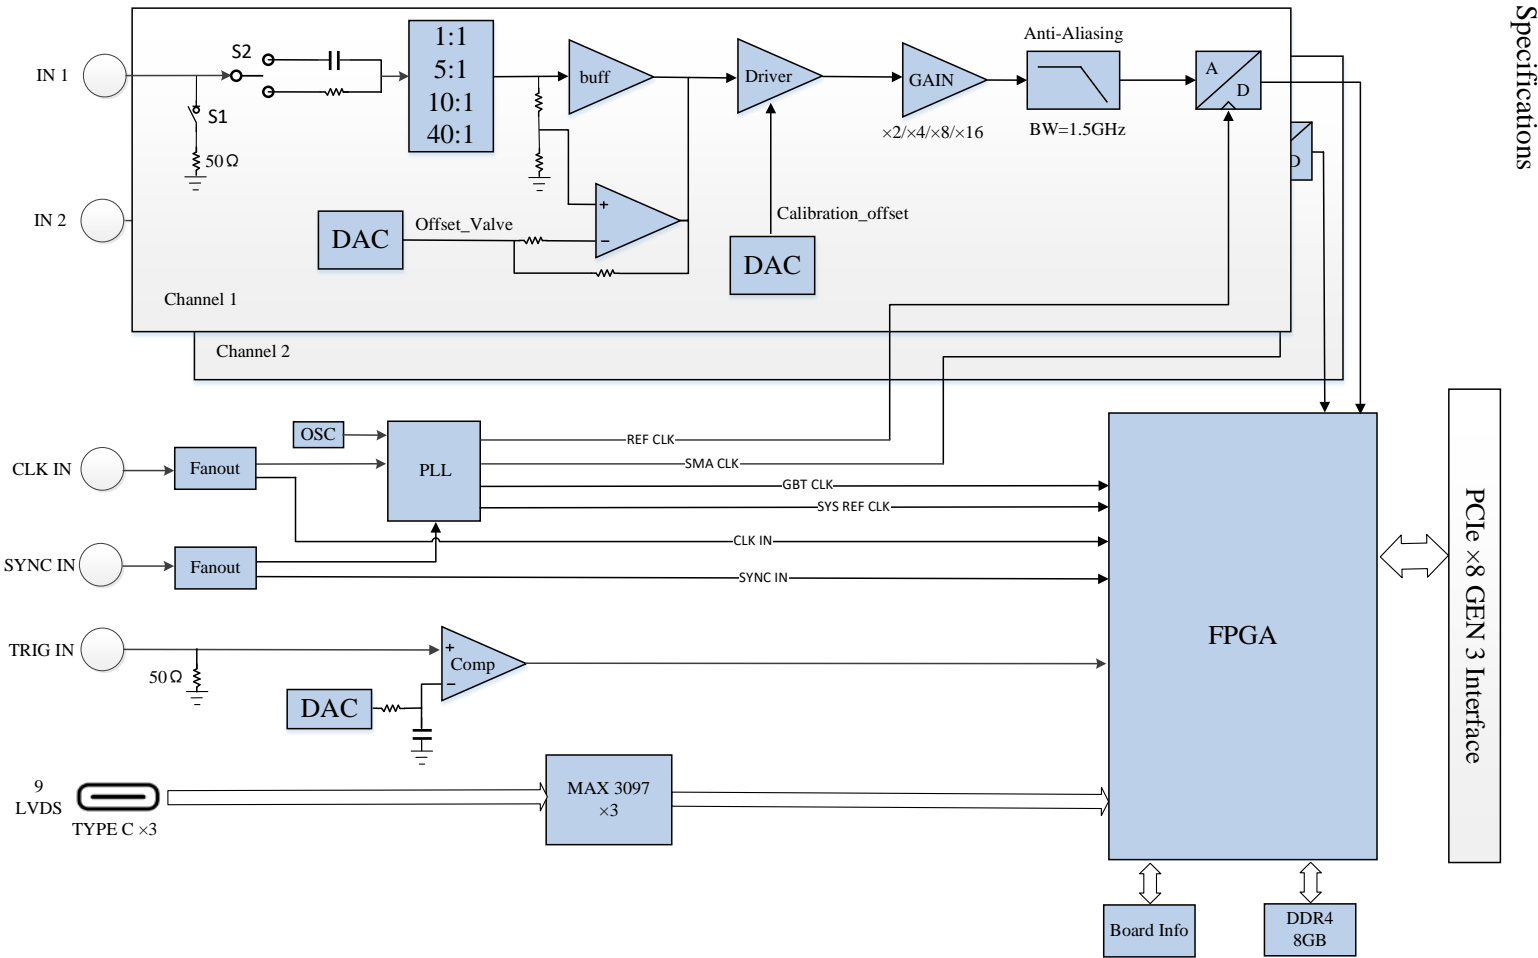 Specifications
IN 1
S2
S1
50Ω
1:1
5:1
10:1
40:1
buff
Driver
GAIN
×2/×4/×8/×16
Anti-Aliasing
BW=1.5GHz
A
D
D
IN 2
DAC
Offset_Valve
+
−
Calibration_offset
DAC
Channel 1
Channel 2
OSC
CLK IN
Fanout
PLL
REF CLK
SMA CLK
GBT CLK
SYS REF CLK
CLK IN
SYNC IN
Fanout
SYNC IN
TRIG IN
50Ω
+
Comp
−
DAC
9
LVDS
TYPE C ×3
MAX 3097
×3
FPGA
PCIe ×8 GEN 3 Interface
Board Info
DDR4
8GB